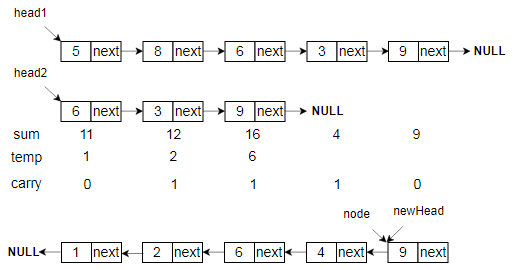 head1
5 next 8 next 6 next 3 next 9 next NULL
head2
6 next 3 next 9 next NULL
sum 11 12 16 4 9
temp 1 2 6
carry 0 1 1 1 0
node newHead
NULL 1 next 2 next 6 next 4 next 9 next